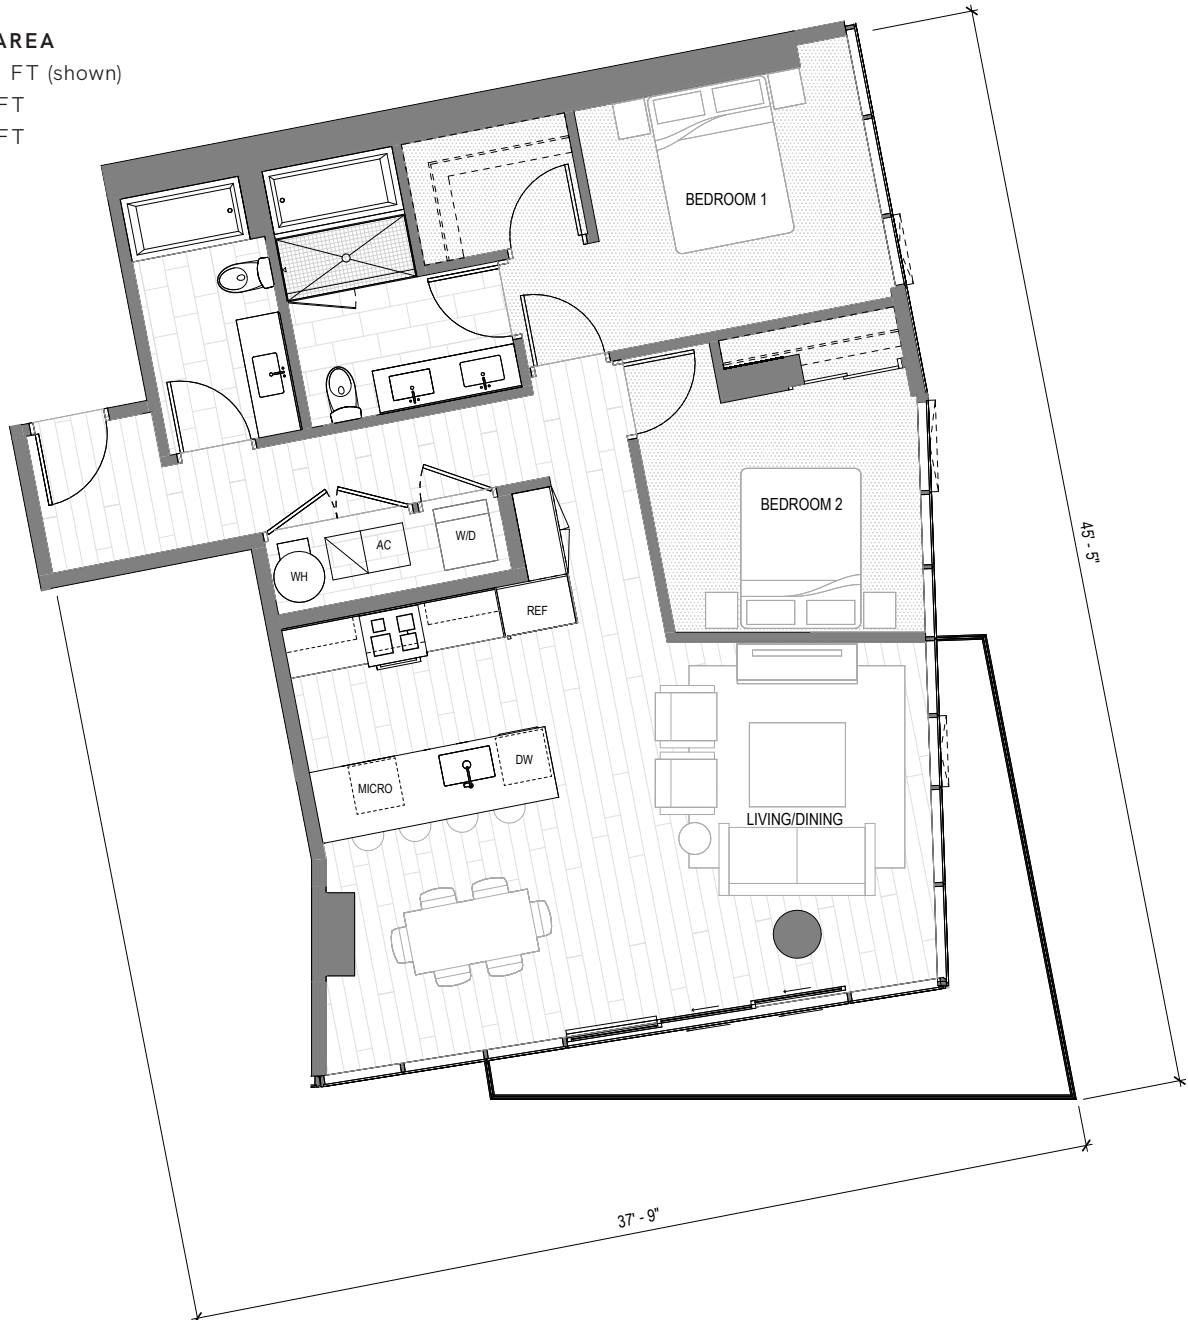 AREA
FT (shown)
FT
FT
BEDROOM 1
BEDROOM 2
45' - 5"
AC
W/D
WH
REF
DW
MICRO
LIVING/DINING
37' - 9"